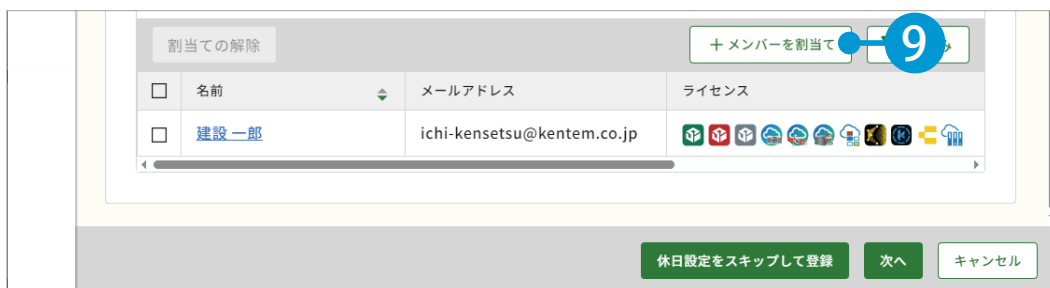 割当ての解除
＋メンバーを割当て
9
み
名前
メールアドレス
ライセンス
建設 一郎
ichi-kensetsu@kentem.co.jp
休日設定をスキップして登録
次へ
キャンセル